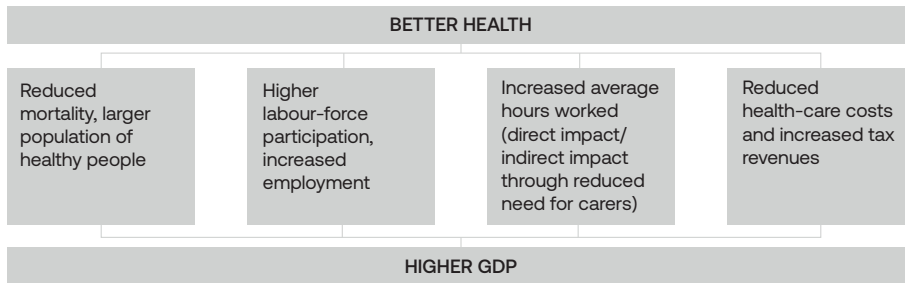 BETTER HEALTH
Reduced
mortality, larger
population of
healthy people
Higher
labour-force
participation,
increased
employment
Increased average
hours worked
(direct impact/
indirect impact
through reduced
need for carers)
Reduced
health-care costs
and increased tax
revenues
HIGHER GDP